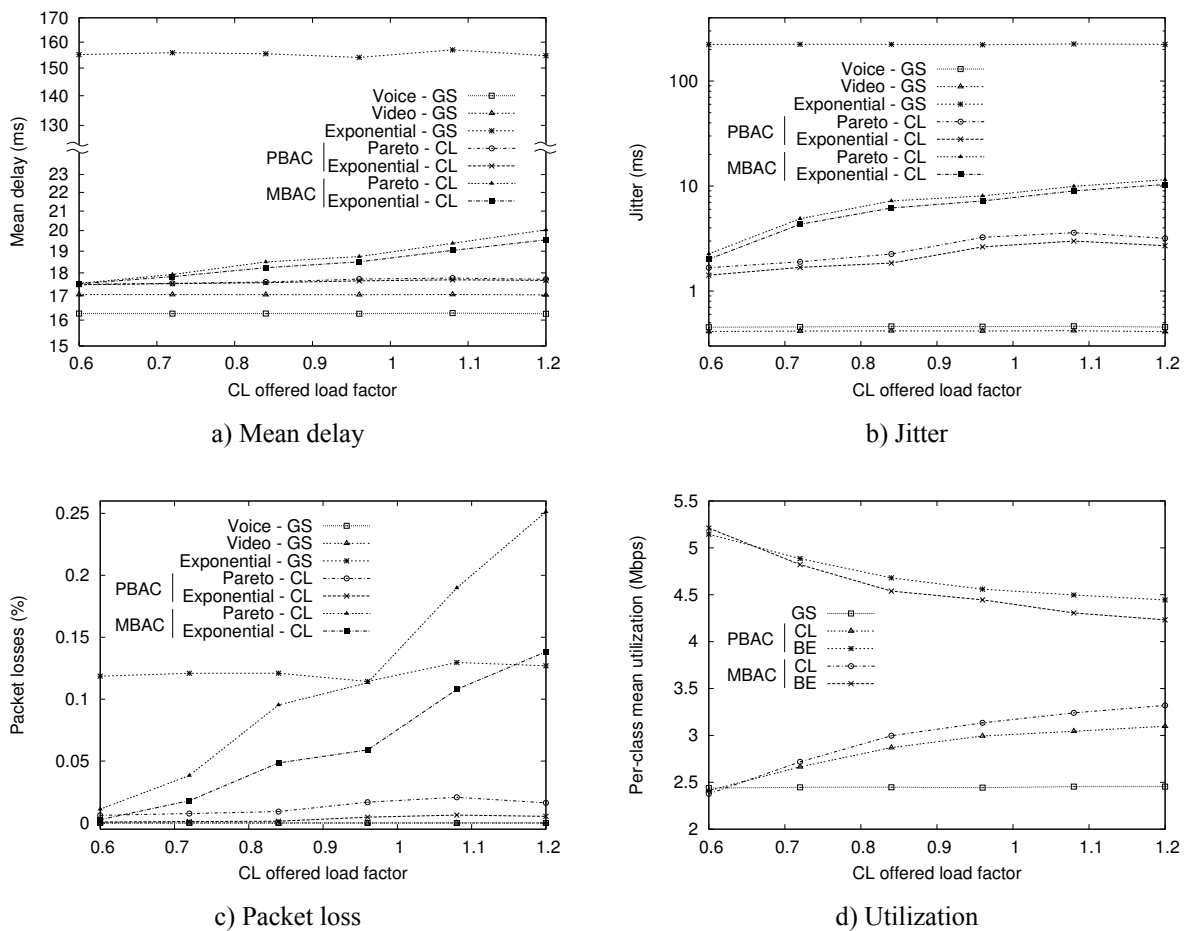 170
160
150
140
130
23
22
21
20
19
18
17
16
15
Mean delay (ms)
Voice - GS
Video - GS
Exponential - GS
PBAC
Pareto - CL
Exponential - CL
MBAC
Pareto - CL
Exponential - CL
0.6 0.7 0.8 0.9 1 1.1 1.2
CL offered load factor
a) Mean delay
100
10
1
Jitter (ms)
Voice - GS
Video - GS
Exponential - GS
PBAC
Pareto - CL
Exponential - CL
MBAC
Pareto - CL
Exponential - CL
0.6 0.7 0.8 0.9 1 1.1 1.2
CL offered load factor
b) Jitter
0.25
0.2
0.15
0.1
0.05
0
Packet losses (%)
Voice - GS
Video - GS
Exponential - GS
PBAC
Pareto - CL
Exponential - CL
MBAC
Pareto - CL
Exponential - CL
0.6 0.7 0.8 0.9 1 1.1 1.2
CL offered load factor
c) Packet loss
5.5
5
4.5
4
3.5
3
2.5
2
Per-class mean utilization (Mbps)
GS
PBAC
CL
BE
MBAC
CL
BE
0.6 0.7 0.8 0.9 1 1.1 1.2
CL offered load factor
d) Utilization